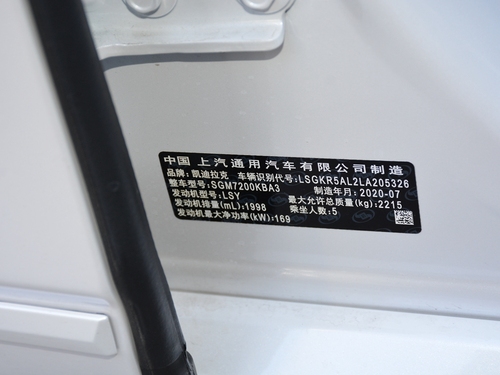 中国 上汽通用汽车有限公司制造
品牌:凯迪拉克 车辆识别代号:LSGKR5AL2LA205326
整车型号:SGM7200KBA3 制造年月:2020-07
发动机型号:LSY 最大允许总质量(kg):2215
发动机排量(mL):1998 乘坐人数:5
最大净功率(kW):169